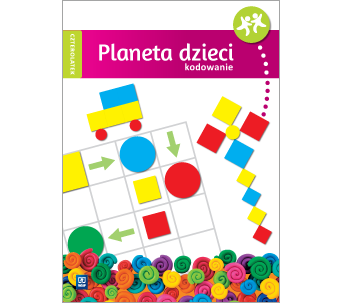 CZTEROLATEK
Planeta dzieci
kodowanie